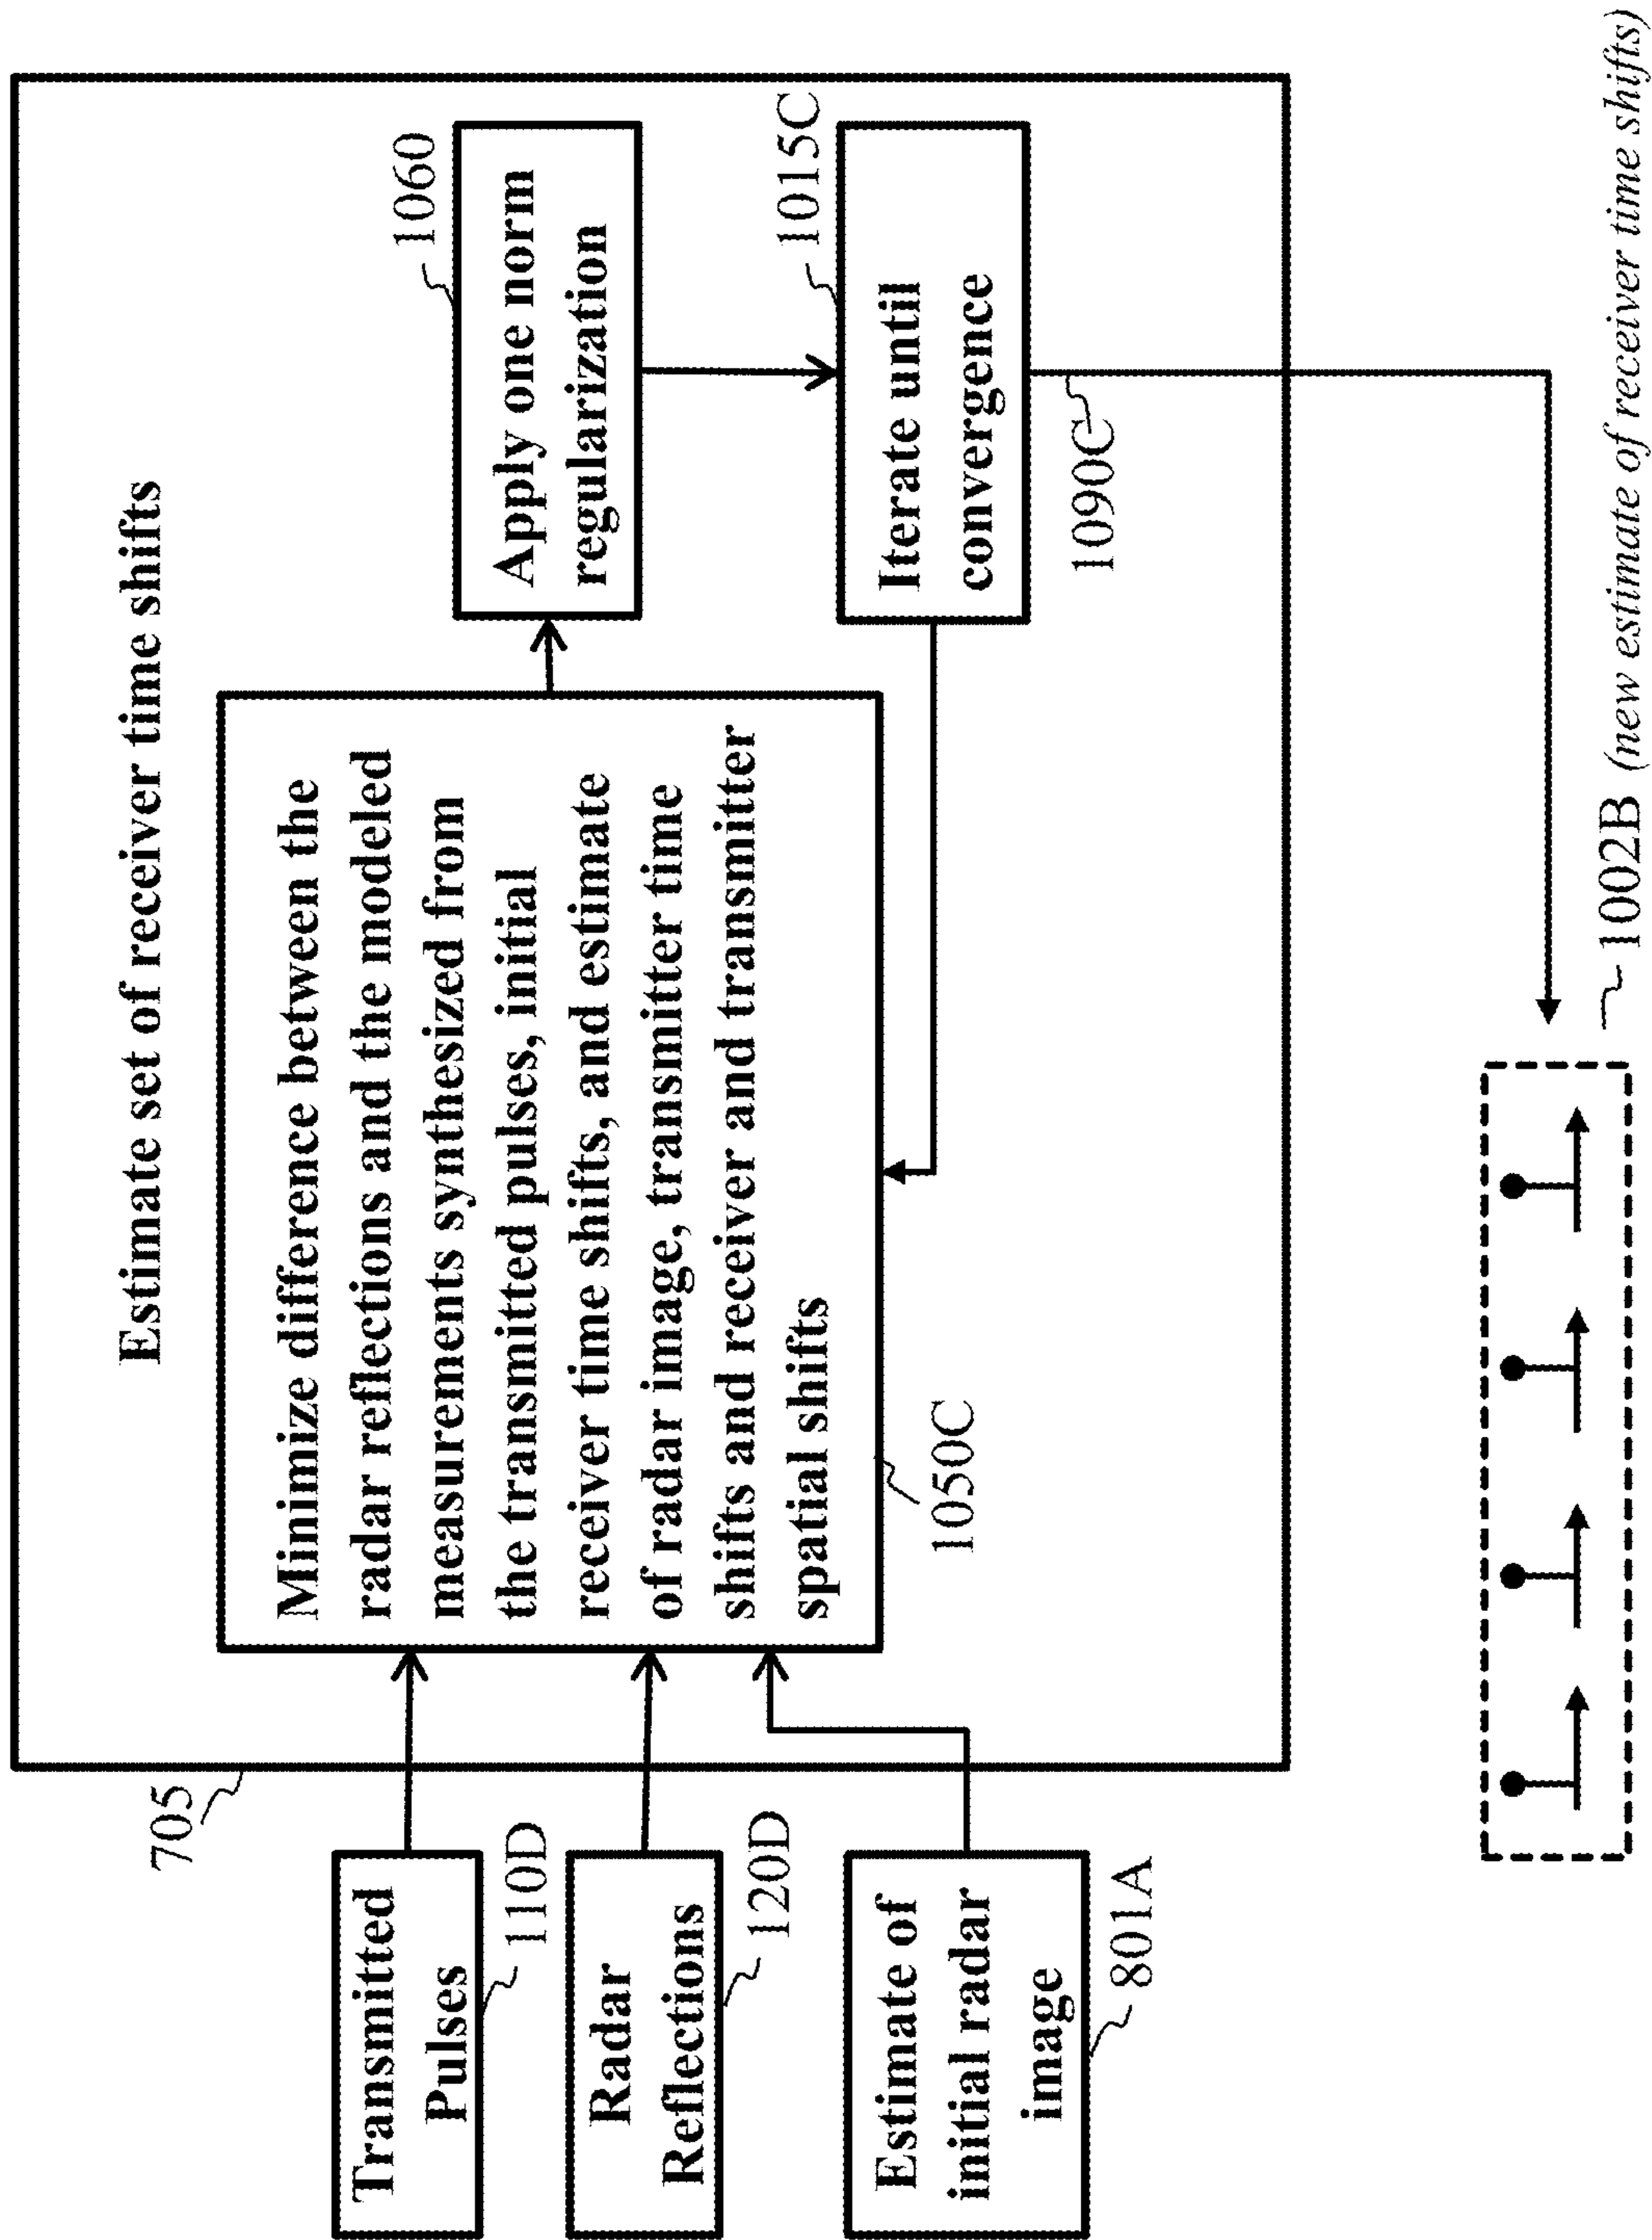 Estimate set of receiver time shifts
705
Transmitted
Pulses
110D
Radar
Reflections
120D
Estimate of
initial radar
image
801A
Minimize difference between the
radar reflections and the modeled
measurements synthesized from
the transmitted pulses, initial
receiver time shifts, and estimate
of radar image, transmitter time
shifts and receiver and transmitter
spatial shifts
1050C
Apply one norm
regularization
1060
Iterate until
convergence
1015C
1090C
1002B (new estimate of receiver time shifts)